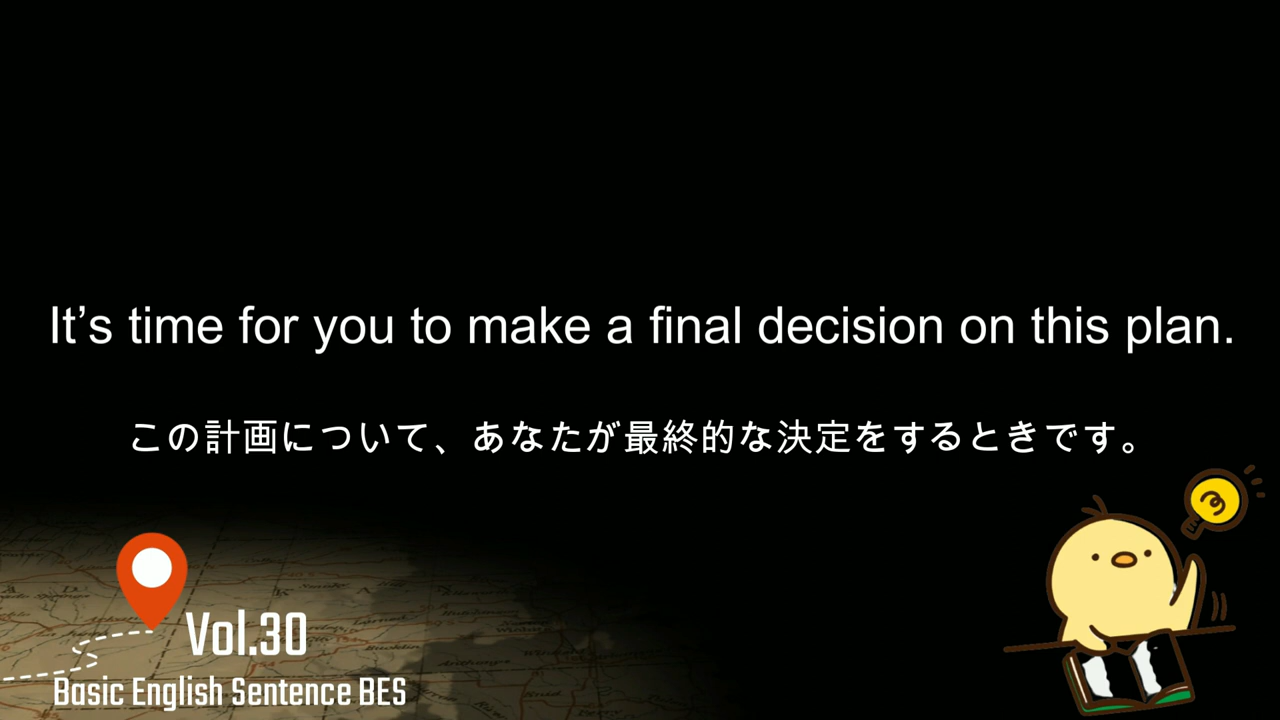 It’s time for you to make a final decision on this plan.
この計画について、あなたが最終的な決定をするときです。
Vol.30
Basic English Sentence BES